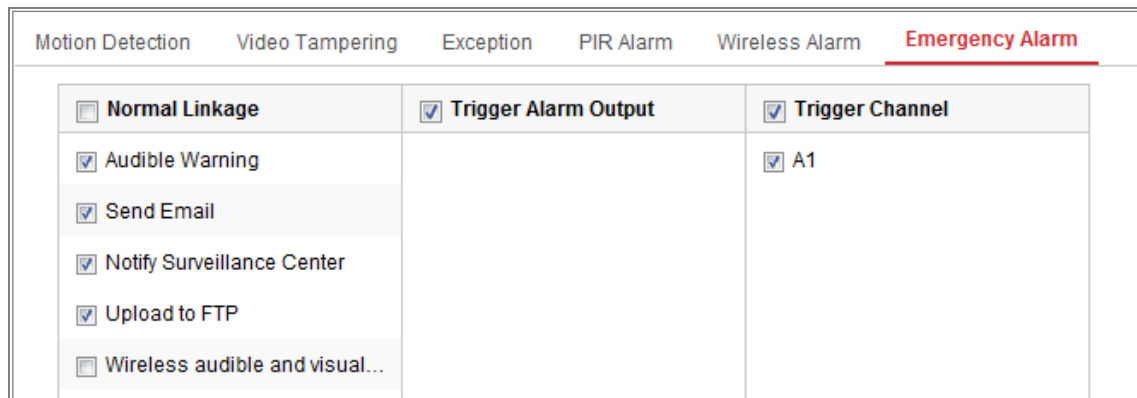 Motion Detection Video Tampering Exception PIR Alarm Wireless Alarm Emergency Alarm
Normal Linkage Trigger Alarm Output Trigger Channel
Audible Warning A1
Send Email
Notify Surveillance Center
Upload to FTP
Wireless audible and visual...